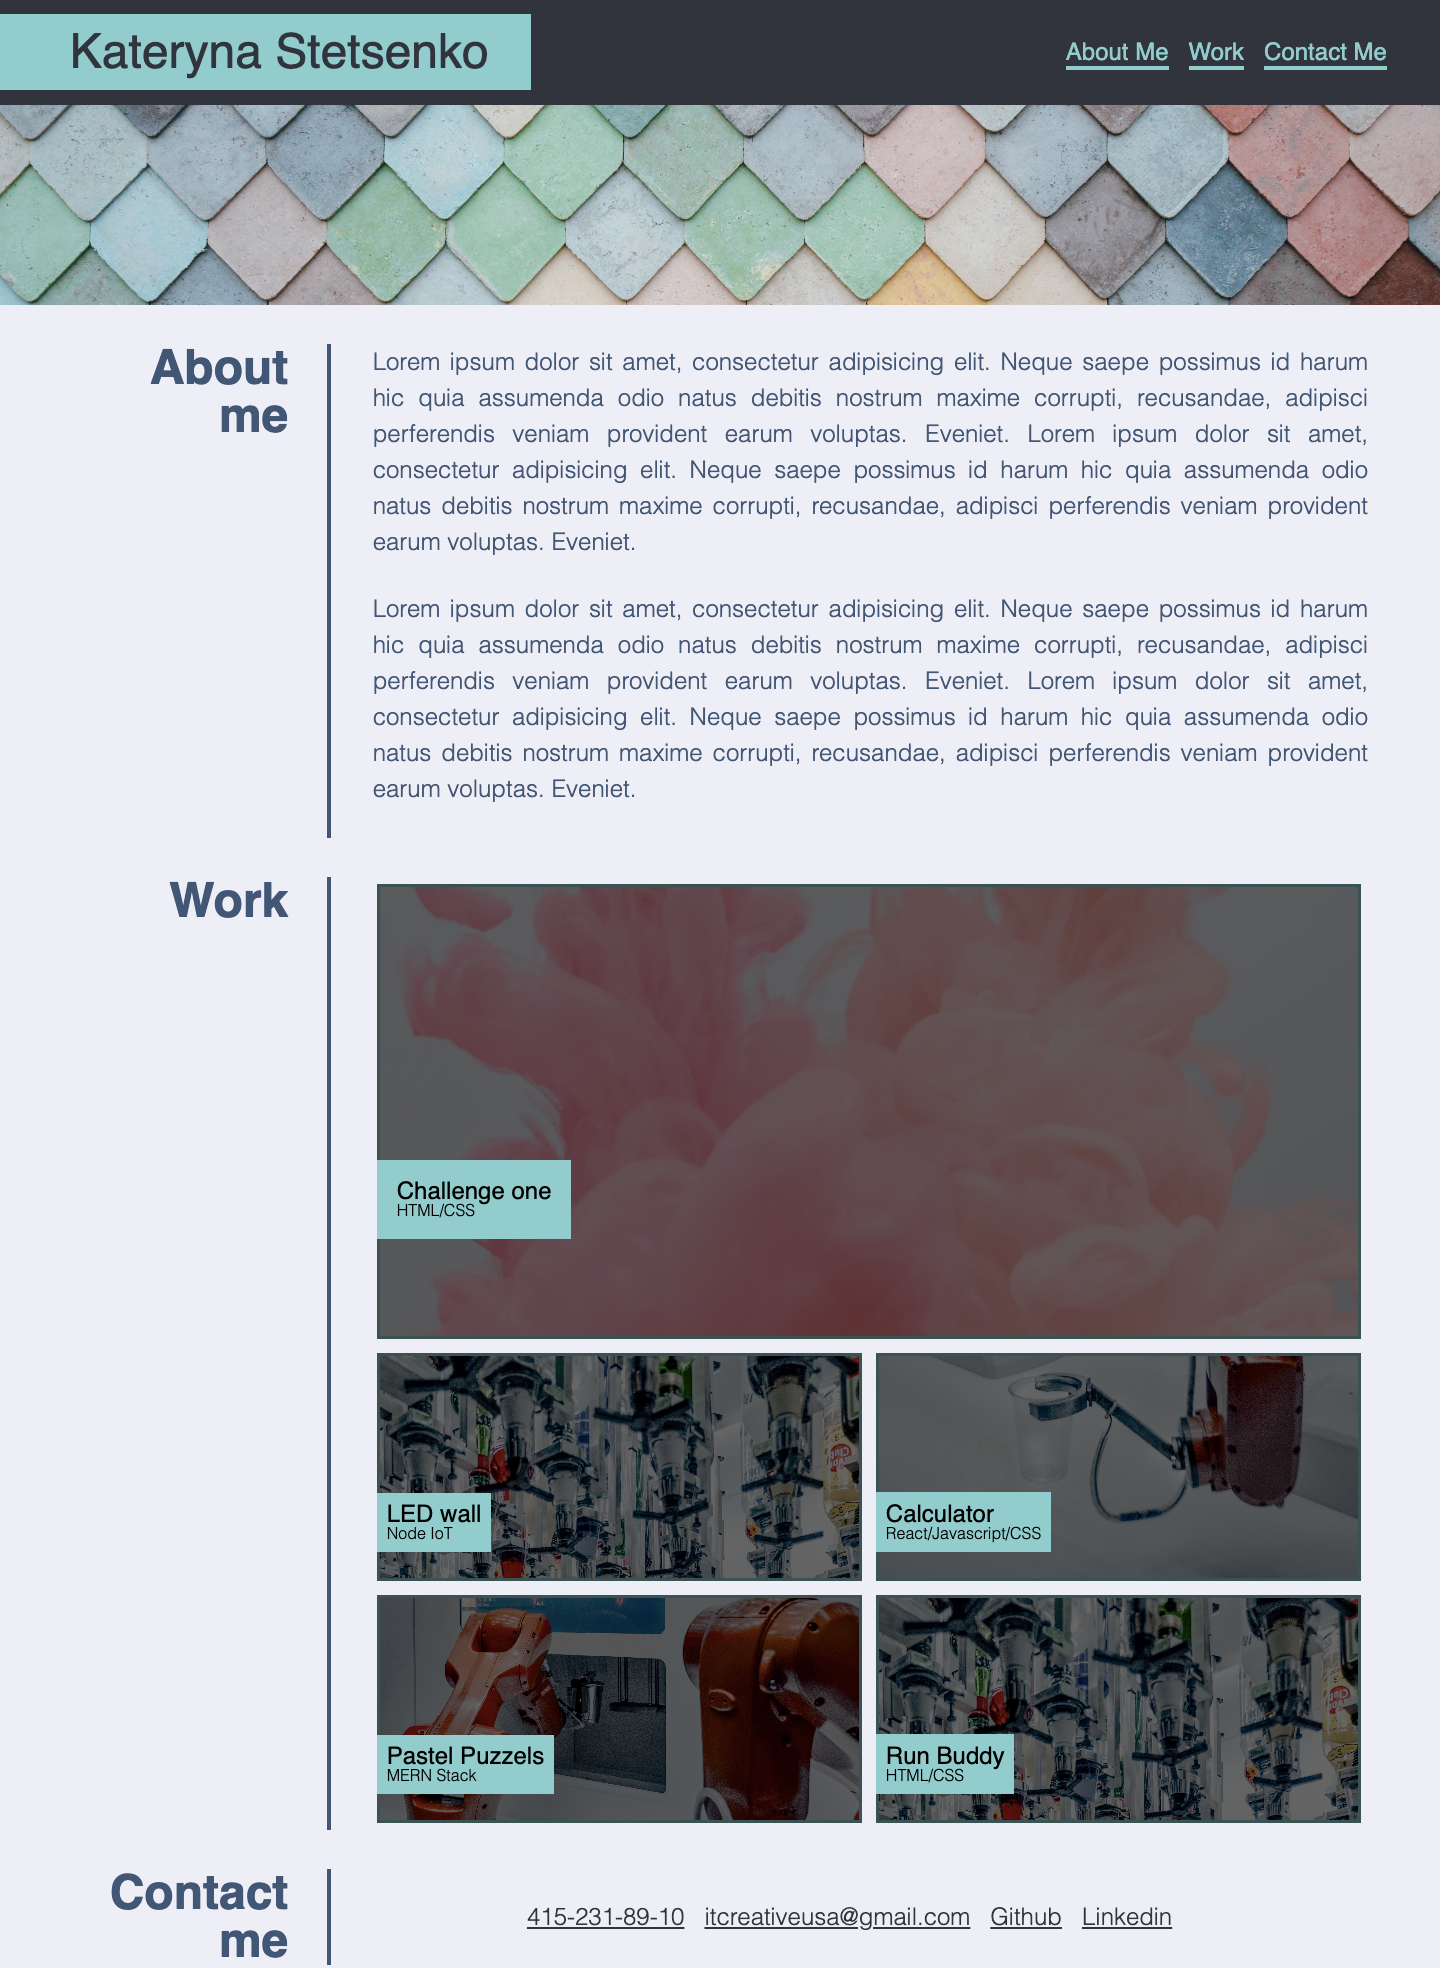 Kateryna Stetsenko
About Me Work Contact Me
About
me
Lorem ipsum dolor sit amet, consectetur adipisicing elit. Neque saepe possimus id harum
hic quia assumenda odio natus debitis nostrum maxime corrupti, recusandae, adipisci
perferendis veniam provident earum voluptas. Eveniet. Lorem ipsum dolor sit amet,
consectetur adipisicing elit. Neque saepe possimus id harum hic quia assumenda odio
natus debitis nostrum maxime corrupti, recusandae, adipisci perferendis veniam provident
earum voluptas. Eveniet.
Lorem ipsum dolor sit amet, consectetur adipisicing elit. Neque saepe possimus id harum
hic quia assumenda odio natus debitis nostrum maxime corrupti, recusandae, adipisci
perferendis veniam provident earum voluptas. Eveniet. Lorem ipsum dolor sit amet,
consectetur adipisicing elit. Neque saepe possimus id harum hic quia assumenda odio
natus debitis nostrum maxime corrupti, recusandae, adipisci perferendis veniam provident
earum voluptas. Eveniet.
Work
Challenge one
HTML/CSS
LED wall
Node IoT
Calculator
React/Javascript/CSS
Pastel Puzzels
MERN Stack
Run Buddy
HTML/CSS
Contact
me
415-231-89-10 itcreativeusa@gmail.com Github Linkedin